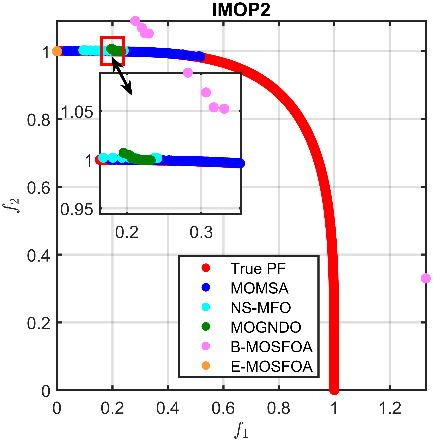 IMOP2
1
0.8
0.6
0.4
0.2
0
f2
1.05
1
0.95
0.2 0.3
True PF
MOMSA
NS-MFO
MOGNDO
B-MOSFOA
E-MOSFOA
0 0.2 0.4 0.6 0.8 1 1.2
f1